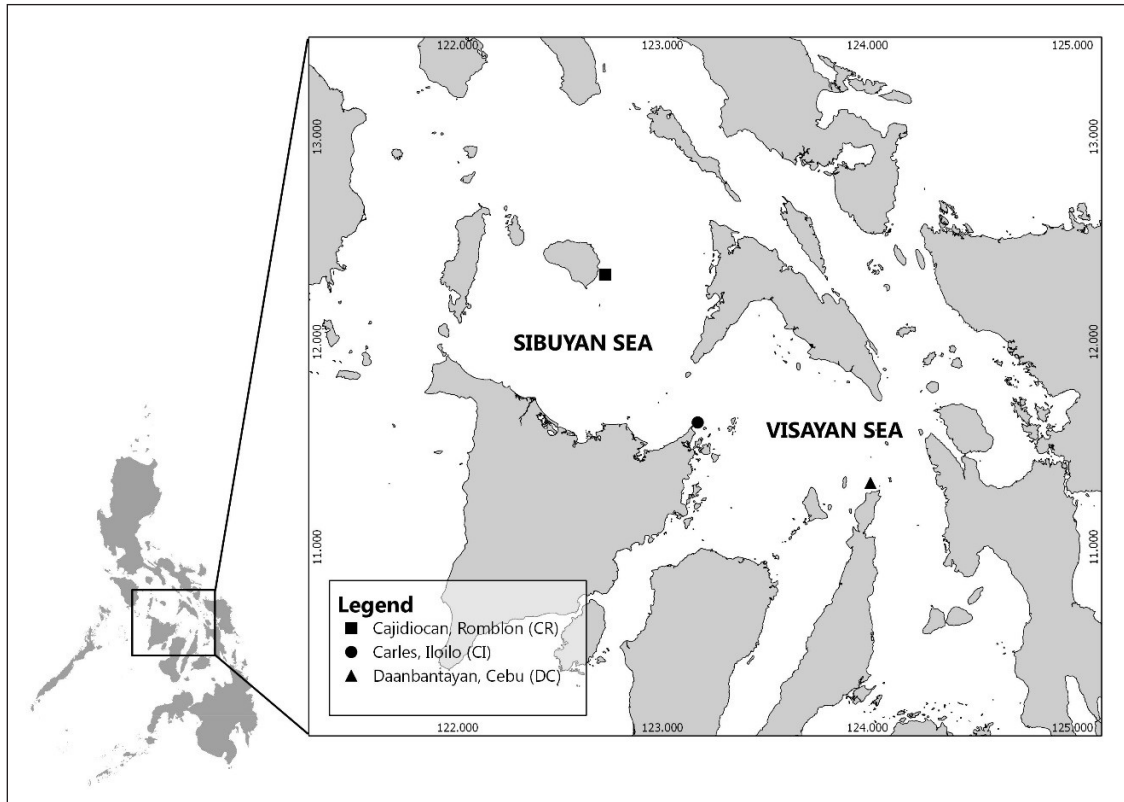 122.000 123.000 124.000 125.000
13.000 13.000
SIBUYAN SEA
12.000 12.000
VISAYAN SEA
11.000 11.000
Legend
Cajidiocan, Romblon (CR)
Carles, Iloilo (CI)
Daanbantayan, Cebu (DC)
122.000 123.000 124.000 125.000